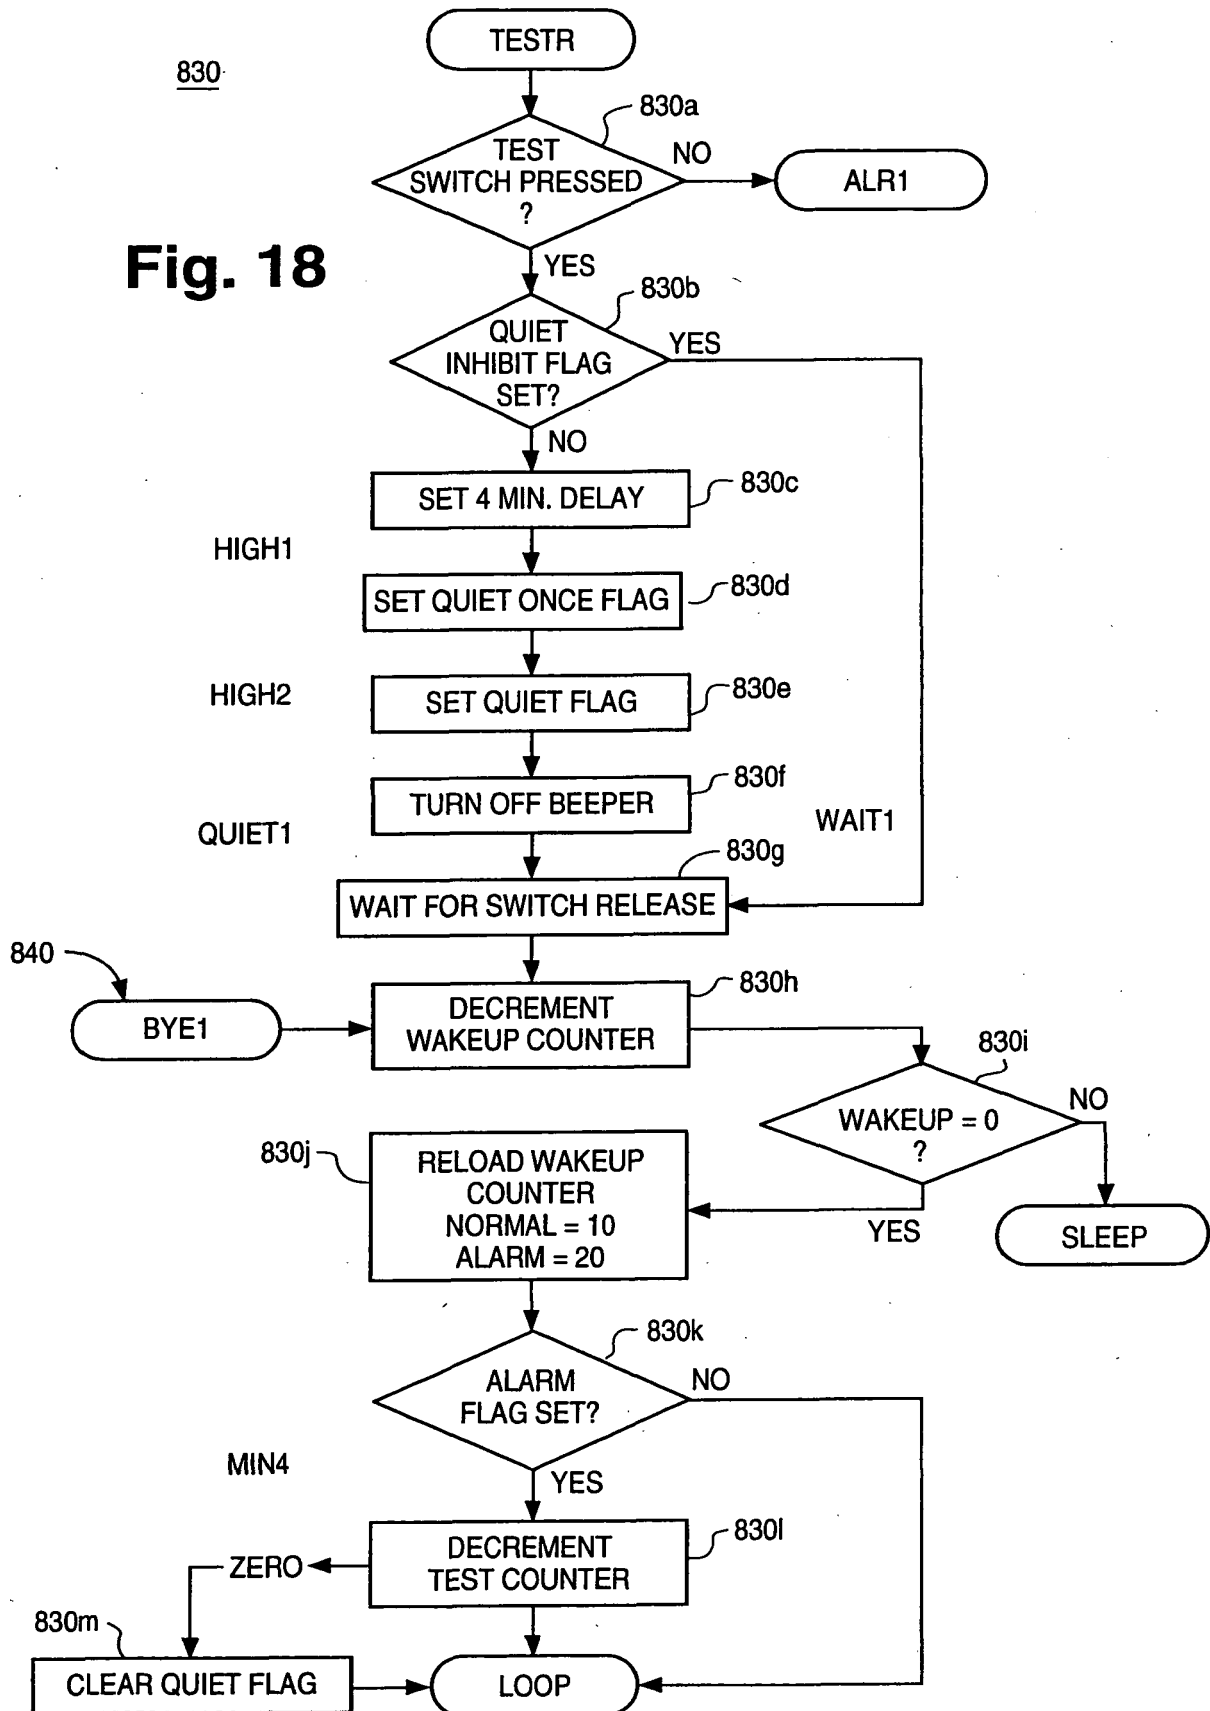 TESTR
830
830a
TEST
SWITCH PRESSED
?
NO
ALR1
Fig. 18
YES
830b
QUIET
INHIBIT FLAG
SET?
YES
NO
SET 4 MIN. DELAY
830c
HIGH1
SET QUIET ONCE FLAG
830d
HIGH2
SET QUIET FLAG
830e
TURN OFF BEEPER
830f
QUIET1
WAIT1
830g
WAIT FOR SWITCH RELEASE
840
BYE1
DECREMENT
WAKEUP COUNTER
830h
830i
WAKEUP = 0
?
NO
YES
SLEEP
830j
RELOAD WAKEUP
COUNTER
NORMAL = 10
ALARM = 20
830k
ALARM
FLAG SET?
NO
MIN4
YES
DECREMENT
TEST COUNTER
830l
ZERO
830m
CLEAR QUIET FLAG
LOOP